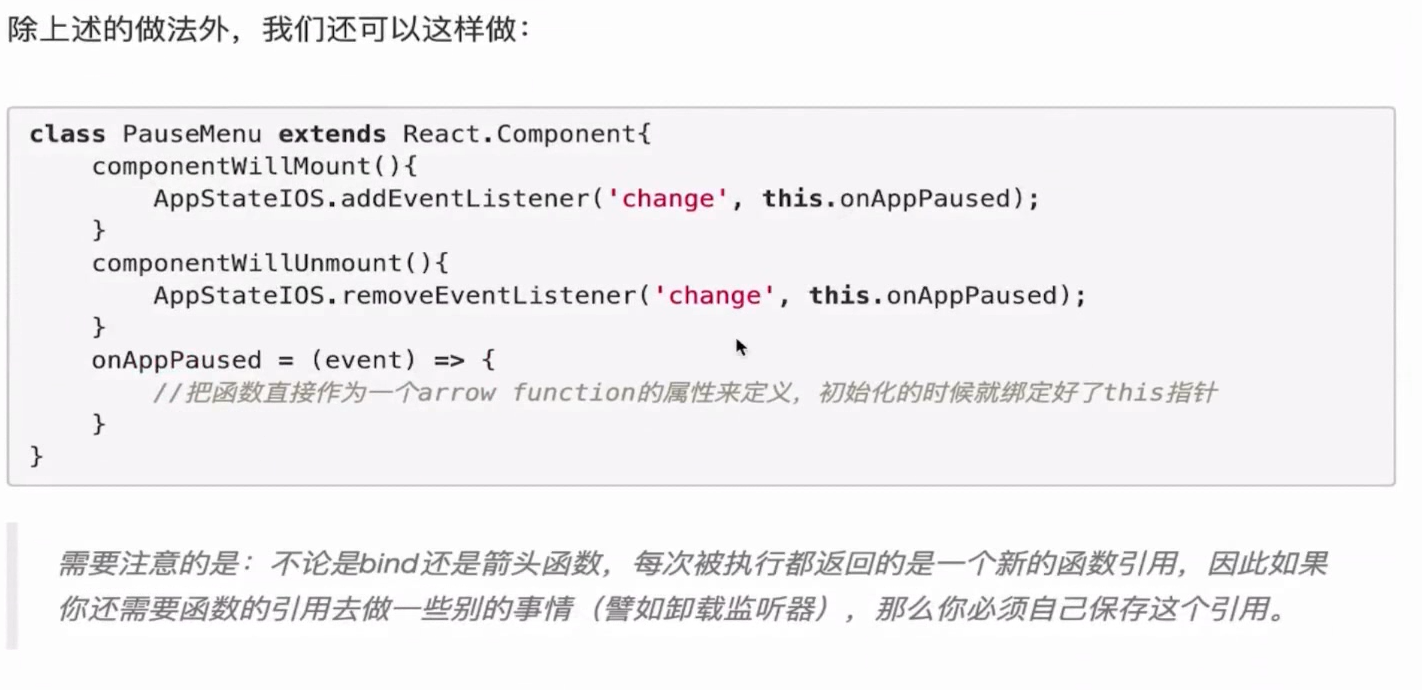 除上述的做法外，我们还可以这样做：
class PauseMenu extends React.Component{
    componentWillMount(){
        AppStateIOS.addEventListener('change', this.onAppPaused);
    }
    componentWillUnmount(){
        AppStateIOS.removeEventListener('change', this.onAppPaused);
    }
    onAppPaused = (event) => {
        //把函数直接作为一个arrow function的属性来定义，初始化的时候就绑定好了this指针
    }
}
需要注意的是：不论是bind还是箭头函数，每次被执行都返回的是一个新的函数引用，因此如果
你还需要函数的引用去做一些别的事情（譬如卸载监听器），那么你必须自己保存这个引用。